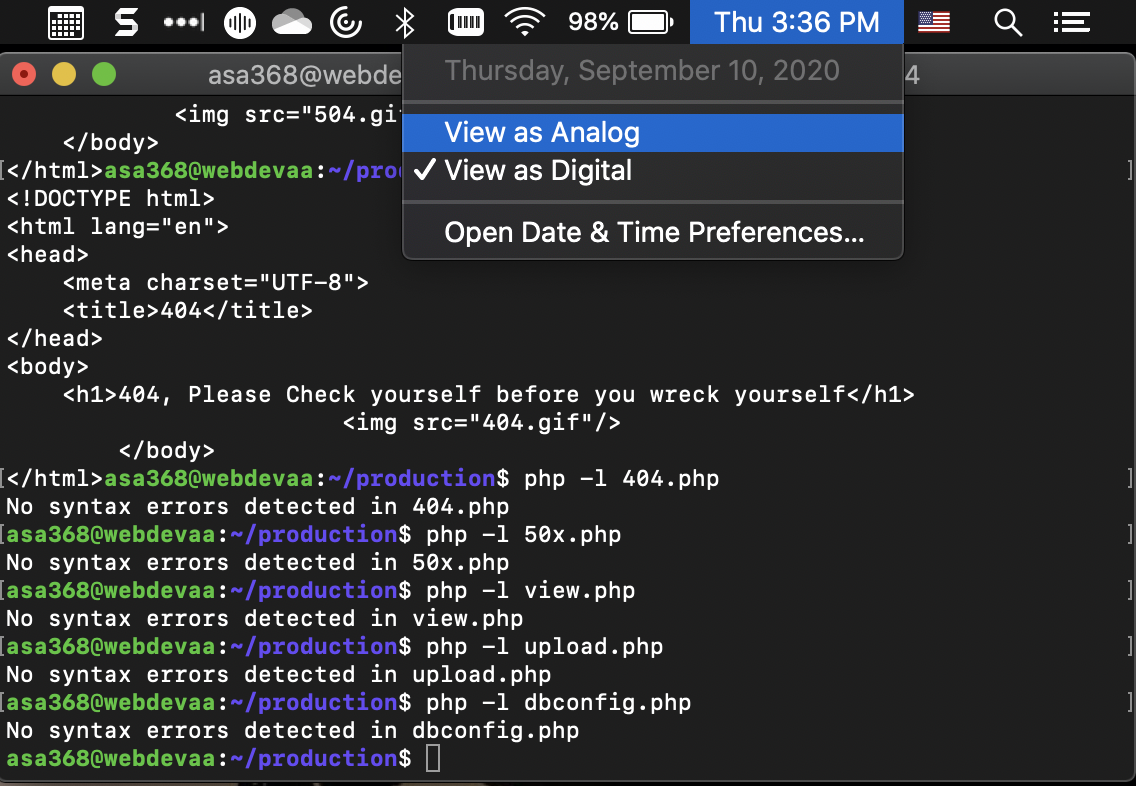 98% Thu 3:36 PM
asa368@webde 4
Thursday, September 10, 2020
View as Analog
✓ View as Digital
Open Date & Time Preferences...
<img src="504.gi
</body>
</html>asa368@webdevaa:~/pro
<!DOCTYPE html>
<html lang="en">
<head>
    <meta charset="UTF-8">
    <title>404</title>
</head>
<body>
    <h1>404, Please Check yourself before you wreck yourself</h1>
                        <img src="404.gif"/>
        </body>
[</html>asa368@webdevaa:~/production$ php -l 404.php ]
No syntax errors detected in 404.php
[asa368@webdevaa:~/production$ php -l 50x.php ]
No syntax errors detected in 50x.php
[asa368@webdevaa:~/production$ php -l view.php ]
No syntax errors detected in view.php
[asa368@webdevaa:~/production$ php -l upload.php ]
No syntax errors detected in upload.php
[asa368@webdevaa:~/production$ php -l dbconfig.php ]
No syntax errors detected in dbconfig.php
asa368@webdevaa:~/production$